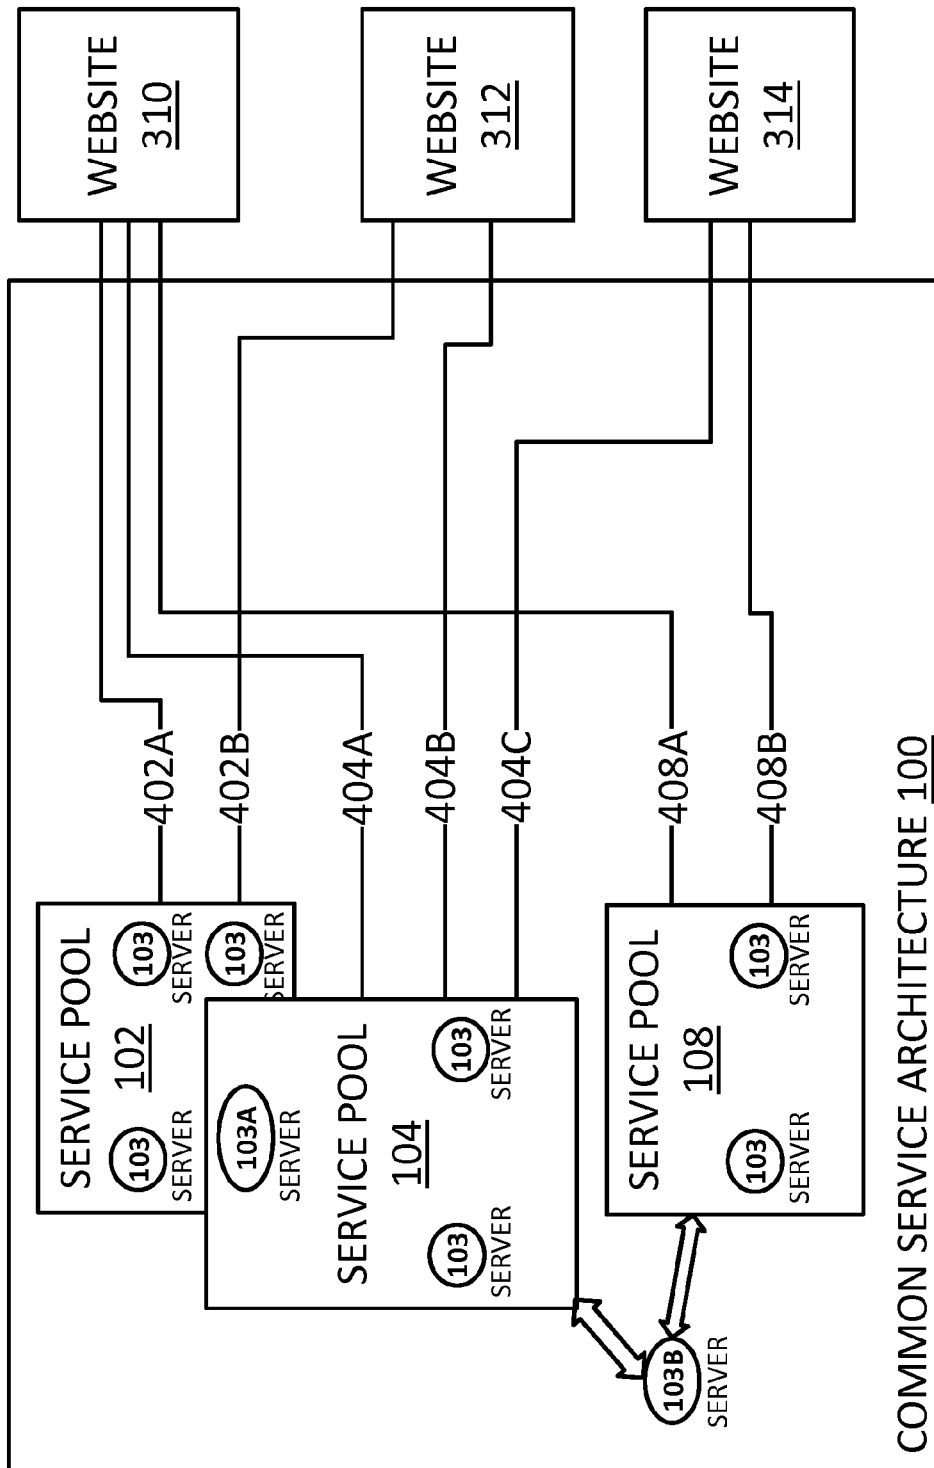 WEBSITE
310
WEBSITE
312
WEBSITE
314
402A
402B
404A
404B
404C
408A
408B
SERVICE POOL
102
103
SERVER
103
SERVER
103
SERVER
103A
SERVER
SERVICE POOL
104
103
SERVER
103
SERVER
SERVICE POOL
108
103
SERVER
103
SERVER
103B
SERVER
COMMON SERVICE ARCHITECTURE 100